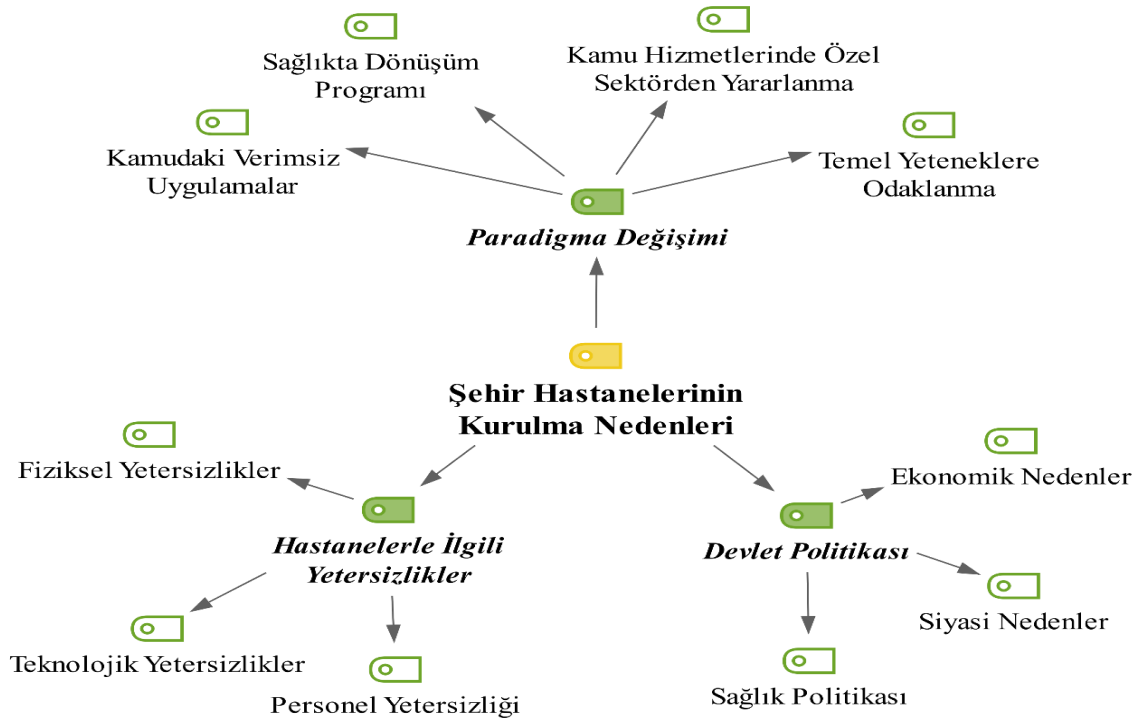 Sağlıkta Dönüşüm
Programı
Kamu Hizmetlerinde Özel
Sektörden Yararlanma
Kamudaki Verimsiz
Uygulamalar
Temel Yeteneklere
Odaklanma
Paradigma Değişimi
Şehir Hastanelerinin
Kurulma Nedenleri
Fiziksel Yetersizlikler
Ekonomik Nedenler
Hastanelerle İlgili
Yetersizlikler
Devlet Politikası
Siyasi Nedenler
Teknolojik Yetersizlikler
Personel Yetersizliği
Sağlık Politikası